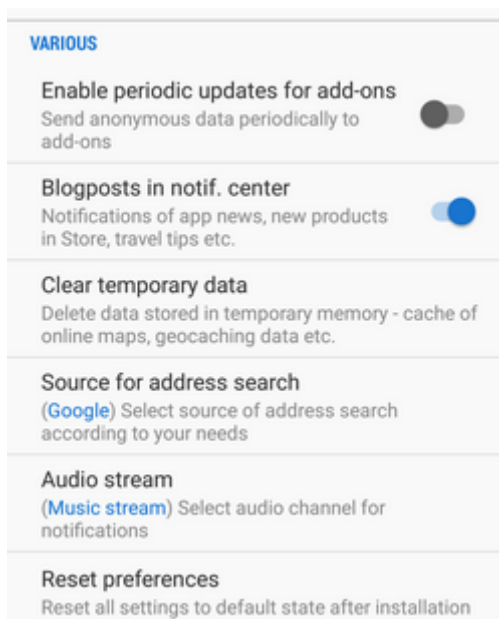 VARIOUS
Enable periodic updates for add-ons
Send anonymous data periodically to
add-ons
Blogposts in notif. center
Notifications of app news, new products
in Store, travel tips etc.
Clear temporary data
Delete data stored in temporary memory - cache of
online maps, geocaching data etc.
Source for address search
(Google) Select source of address search
according to your needs
Audio stream
(Music stream) Select audio channel for
notifications
Reset preferences
Reset all settings to default state after installation